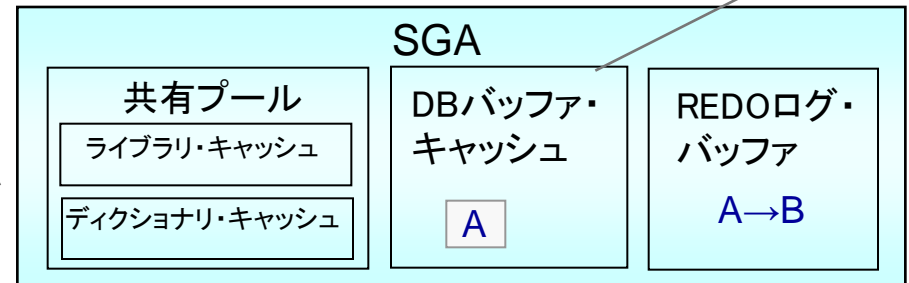 SGA
共有プール
ライブラリ・キャッシュ
ディクショナリ・キャッシュ
DBバッファ・
キャッシュ
A
REDOログ・
バッファ
A→B